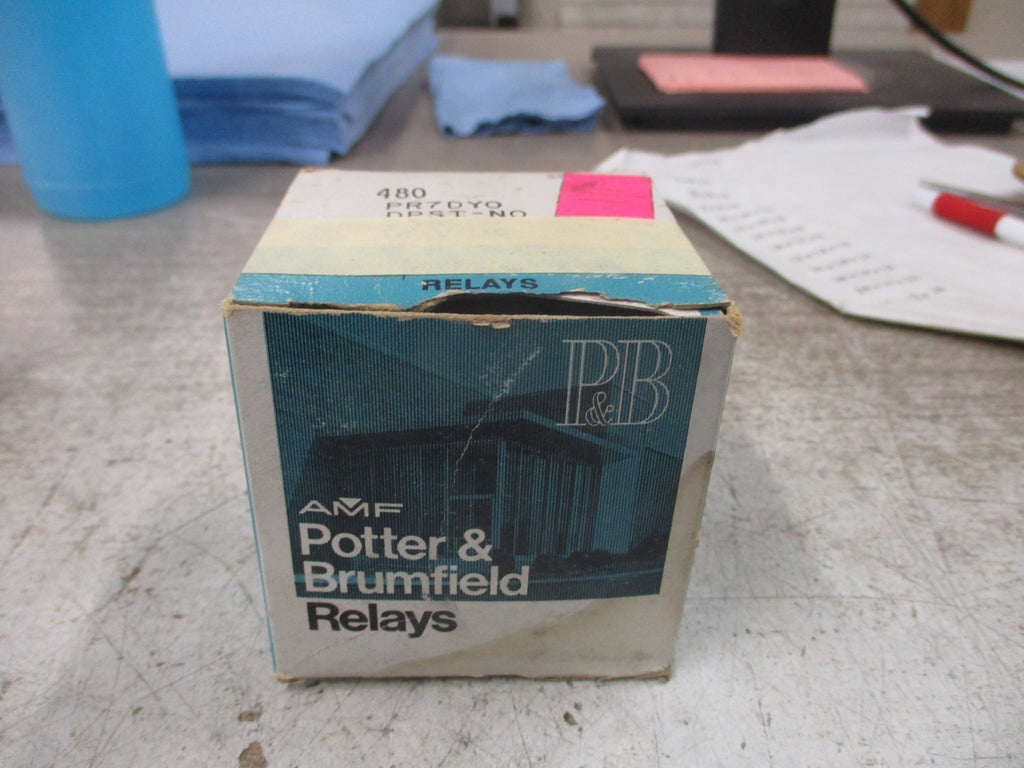 480
PR7DYO
DPST-NO
RELAYS
P&B
AMF
Potter &
Brumfield
Relays